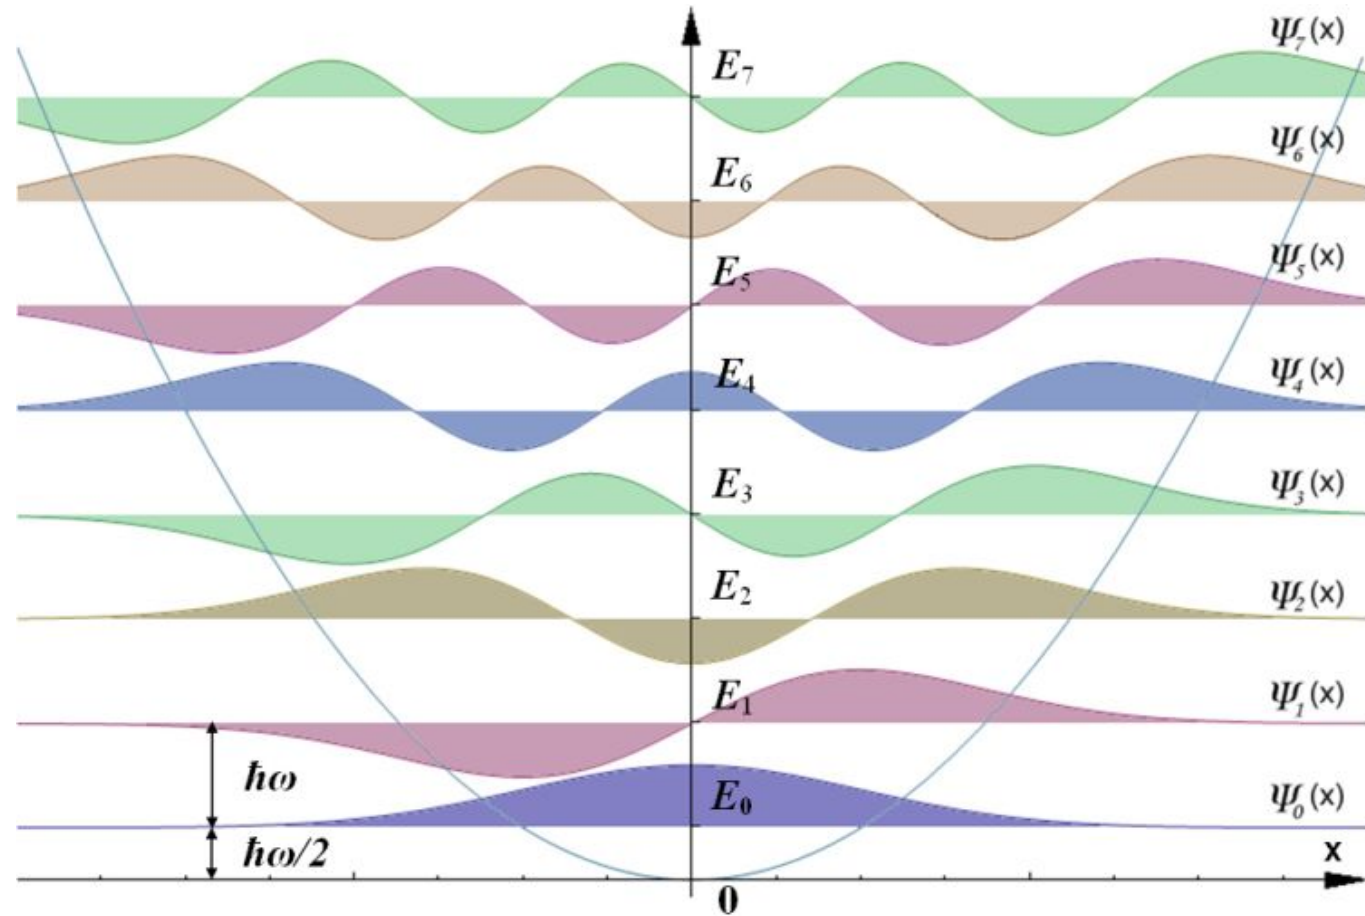 E₇ ψ₇(x)
E₆ ψ₆(x)
E₅ ψ₅(x)
E₄ ψ₄(x)
E₃ ψ₃(x)
E₂ ψ₂(x)
E₁ ψ₁(x)
ħω
E₀ ψ₀(x)
ħω/2
x
0